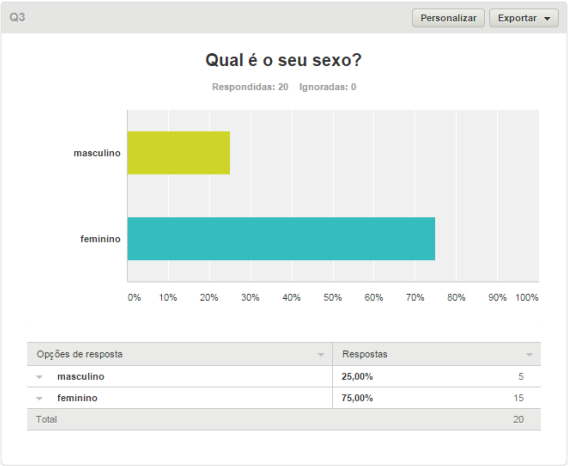 Q3
Personalizar
Exportar
Qual é o seu sexo?
Respondidas: 20 Ignoradas: 0
masculino
feminino
0% 10% 20% 30% 40% 50% 60% 70% 80% 90% 100%
Opções de resposta Respostas
masculino 25,00% 5
feminino 75,00% 15
Total 20